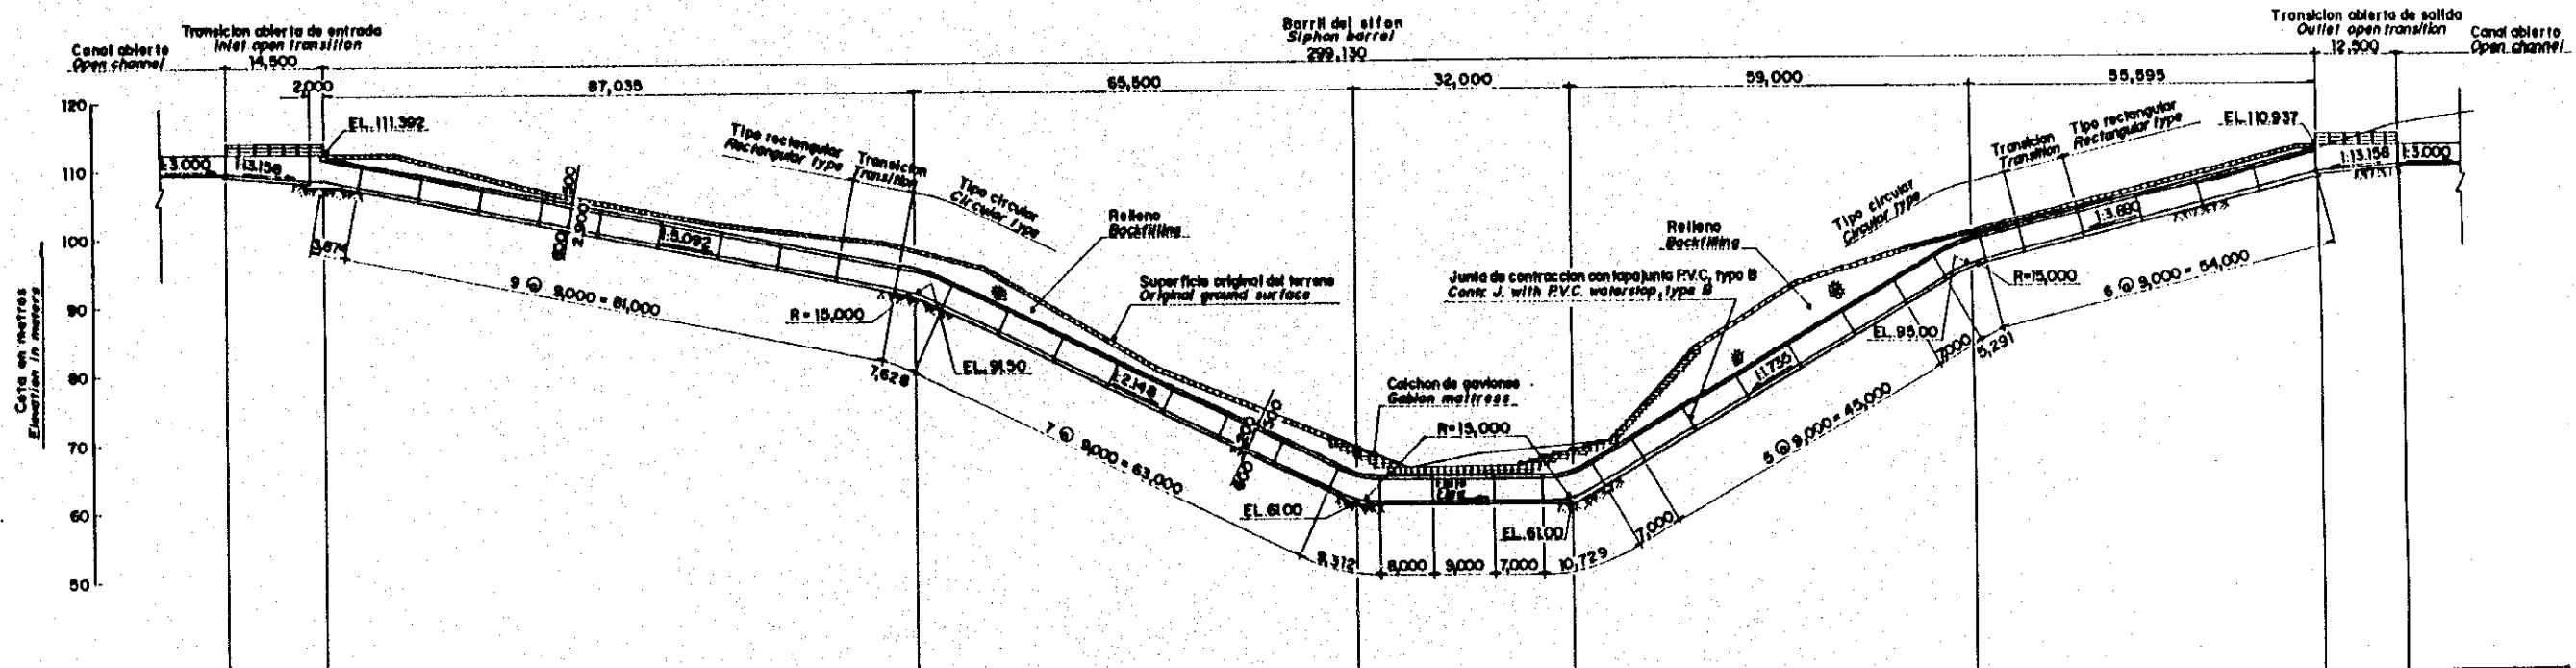 Barril del sifon
Siphon barrel
299,130
Transicion abierta de entrada
Inlet open transition
14,500
Canal abierto
Open channel
Transicion abierta de salida
Outlet open transition
12,500
Canal abierto
Open channel
2,000
87,035
65,500
32,000
59,000
55,595
120
110
100
90
80
70
60
50
Cota en metros
Elevation in meters
EL. 111.392
EL. 110.937
1:3.000
1:13.158
1:13.158
1:3.000
Tipo rectangular
Rectangular type
Transicion
Transition
Tipo circular
Circular type
Relleno
Backfilling
Superficie original del terreno
Original ground surface
Relleno
Backfilling
Tipo circular
Circular type
Transicion
Transition
Tipo rectangular
Rectangular type
Junta de contraccion con tapajunta P.V.C, type B
Contr. J. with P.V.C. waterstop, type B
2,900
1:5.092
3,674
9 @ 9,000 = 81,000
R= 15,000
7,628
EL. 91.50
1:2.148
7 @ 9,000 = 63,000
Colchon de gaviones
Gabion mattress
R=15,000
EL. 61.00
EL. 61.00
9,312
8,000
9,000
7,000
10,729
7,000
5 @ 9,000 = 45,000
1:1.735
EL. 95.00
R=15,000
7,000
5,291
6 @ 9,000 = 54,000
1:3.680